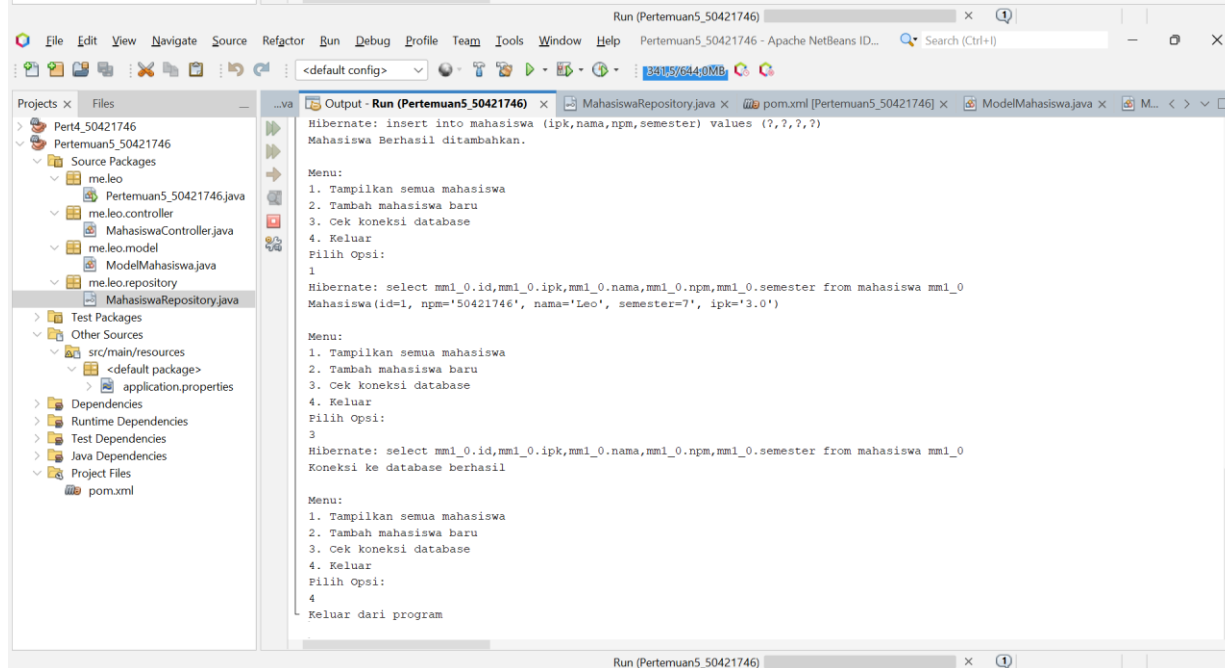 Run (Pertemuan5_50421746)
File Edit View Navigate Source Refactor Run Debug Profile Team Tools Window Help Pertemuan5_50421746 - Apache NetBeans ID... Search (Ctrl+I)
<default config> 341,5/644,0MB
Projects Files
...va Output - Run (Pertemuan5_50421746) MahasiswaRepository.java pom.xml [Pertemuan5_50421746] ModelMahasiswa.java M...
Pert4_50421746
Pertemuan5_50421746
Source Packages
me.leo
Pertemuan5_50421746.java
me.leo.controller
MahasiswaController.java
me.leo.model
ModelMahasiswa.java
me.leo.repository
MahasiswaRepository.java
Test Packages
Other Sources
src/main/resources
<default package>
application.properties
Dependencies
Runtime Dependencies
Test Dependencies
Java Dependencies
Project Files
pom.xml
Hibernate: insert into mahasiswa (ipk,nama,npm,semester) values (?,?,?,?)
Mahasiswa Berhasil ditambahkan.
Menu:
1. Tampilkan semua mahasiswa
2. Tambah mahasiswa baru
3. Cek koneksi database
4. Keluar
Pilih Opsi:
1
Hibernate: select mm1_0.id,mm1_0.ipk,mm1_0.nama,mm1_0.npm,mm1_0.semester from mahasiswa mm1_0
Mahasiswa(id=1, npm='50421746', nama='Leo', semester=7', ipk='3.0')
Menu:
1. Tampilkan semua mahasiswa
2. Tambah mahasiswa baru
3. Cek koneksi database
4. Keluar
Pilih Opsi:
3
Hibernate: select mm1_0.id,mm1_0.ipk,mm1_0.nama,mm1_0.npm,mm1_0.semester from mahasiswa mm1_0
Koneksi ke database berhasil
Menu:
1. Tampilkan semua mahasiswa
2. Tambah mahasiswa baru
3. Cek koneksi database
4. Keluar
Pilih Opsi:
4
Keluar dari program
Run (Pertemuan5_50421746)